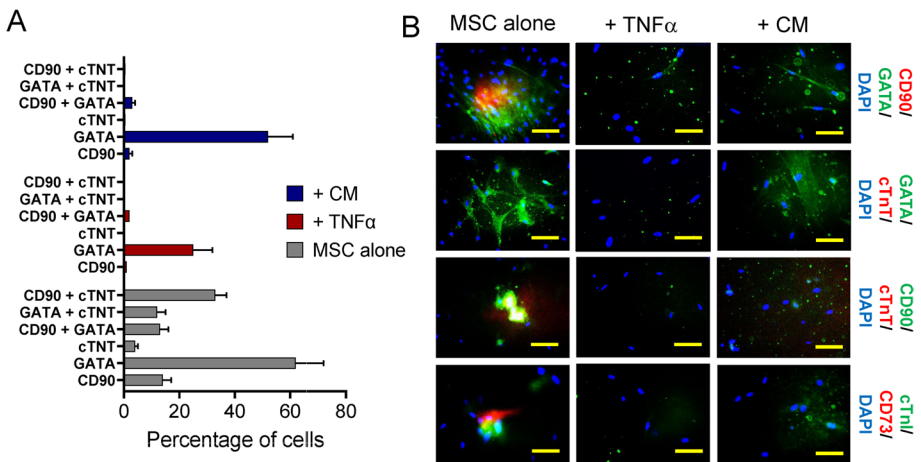 A
CD90 + cTNT
GATA + cTNT
CD90 + GATA
cTNT
GATA
CD90
CD90 + cTNT
GATA + cTNT
CD90 + GATA
cTNT
GATA
CD90
CD90 + cTNT
GATA + cTNT
CD90 + GATA
cTNT
GATA
CD90
0 20 40 60 80
Percentage of cells
+ CM
+ TNFα
MSC alone
B
MSC alone + TNFα + CM
CD90/
GATA/
DAPI
GATA/
cTnT/
DAPI
CD90/
cTnT/
DAPI
cTnI/
CD73/
DAPI